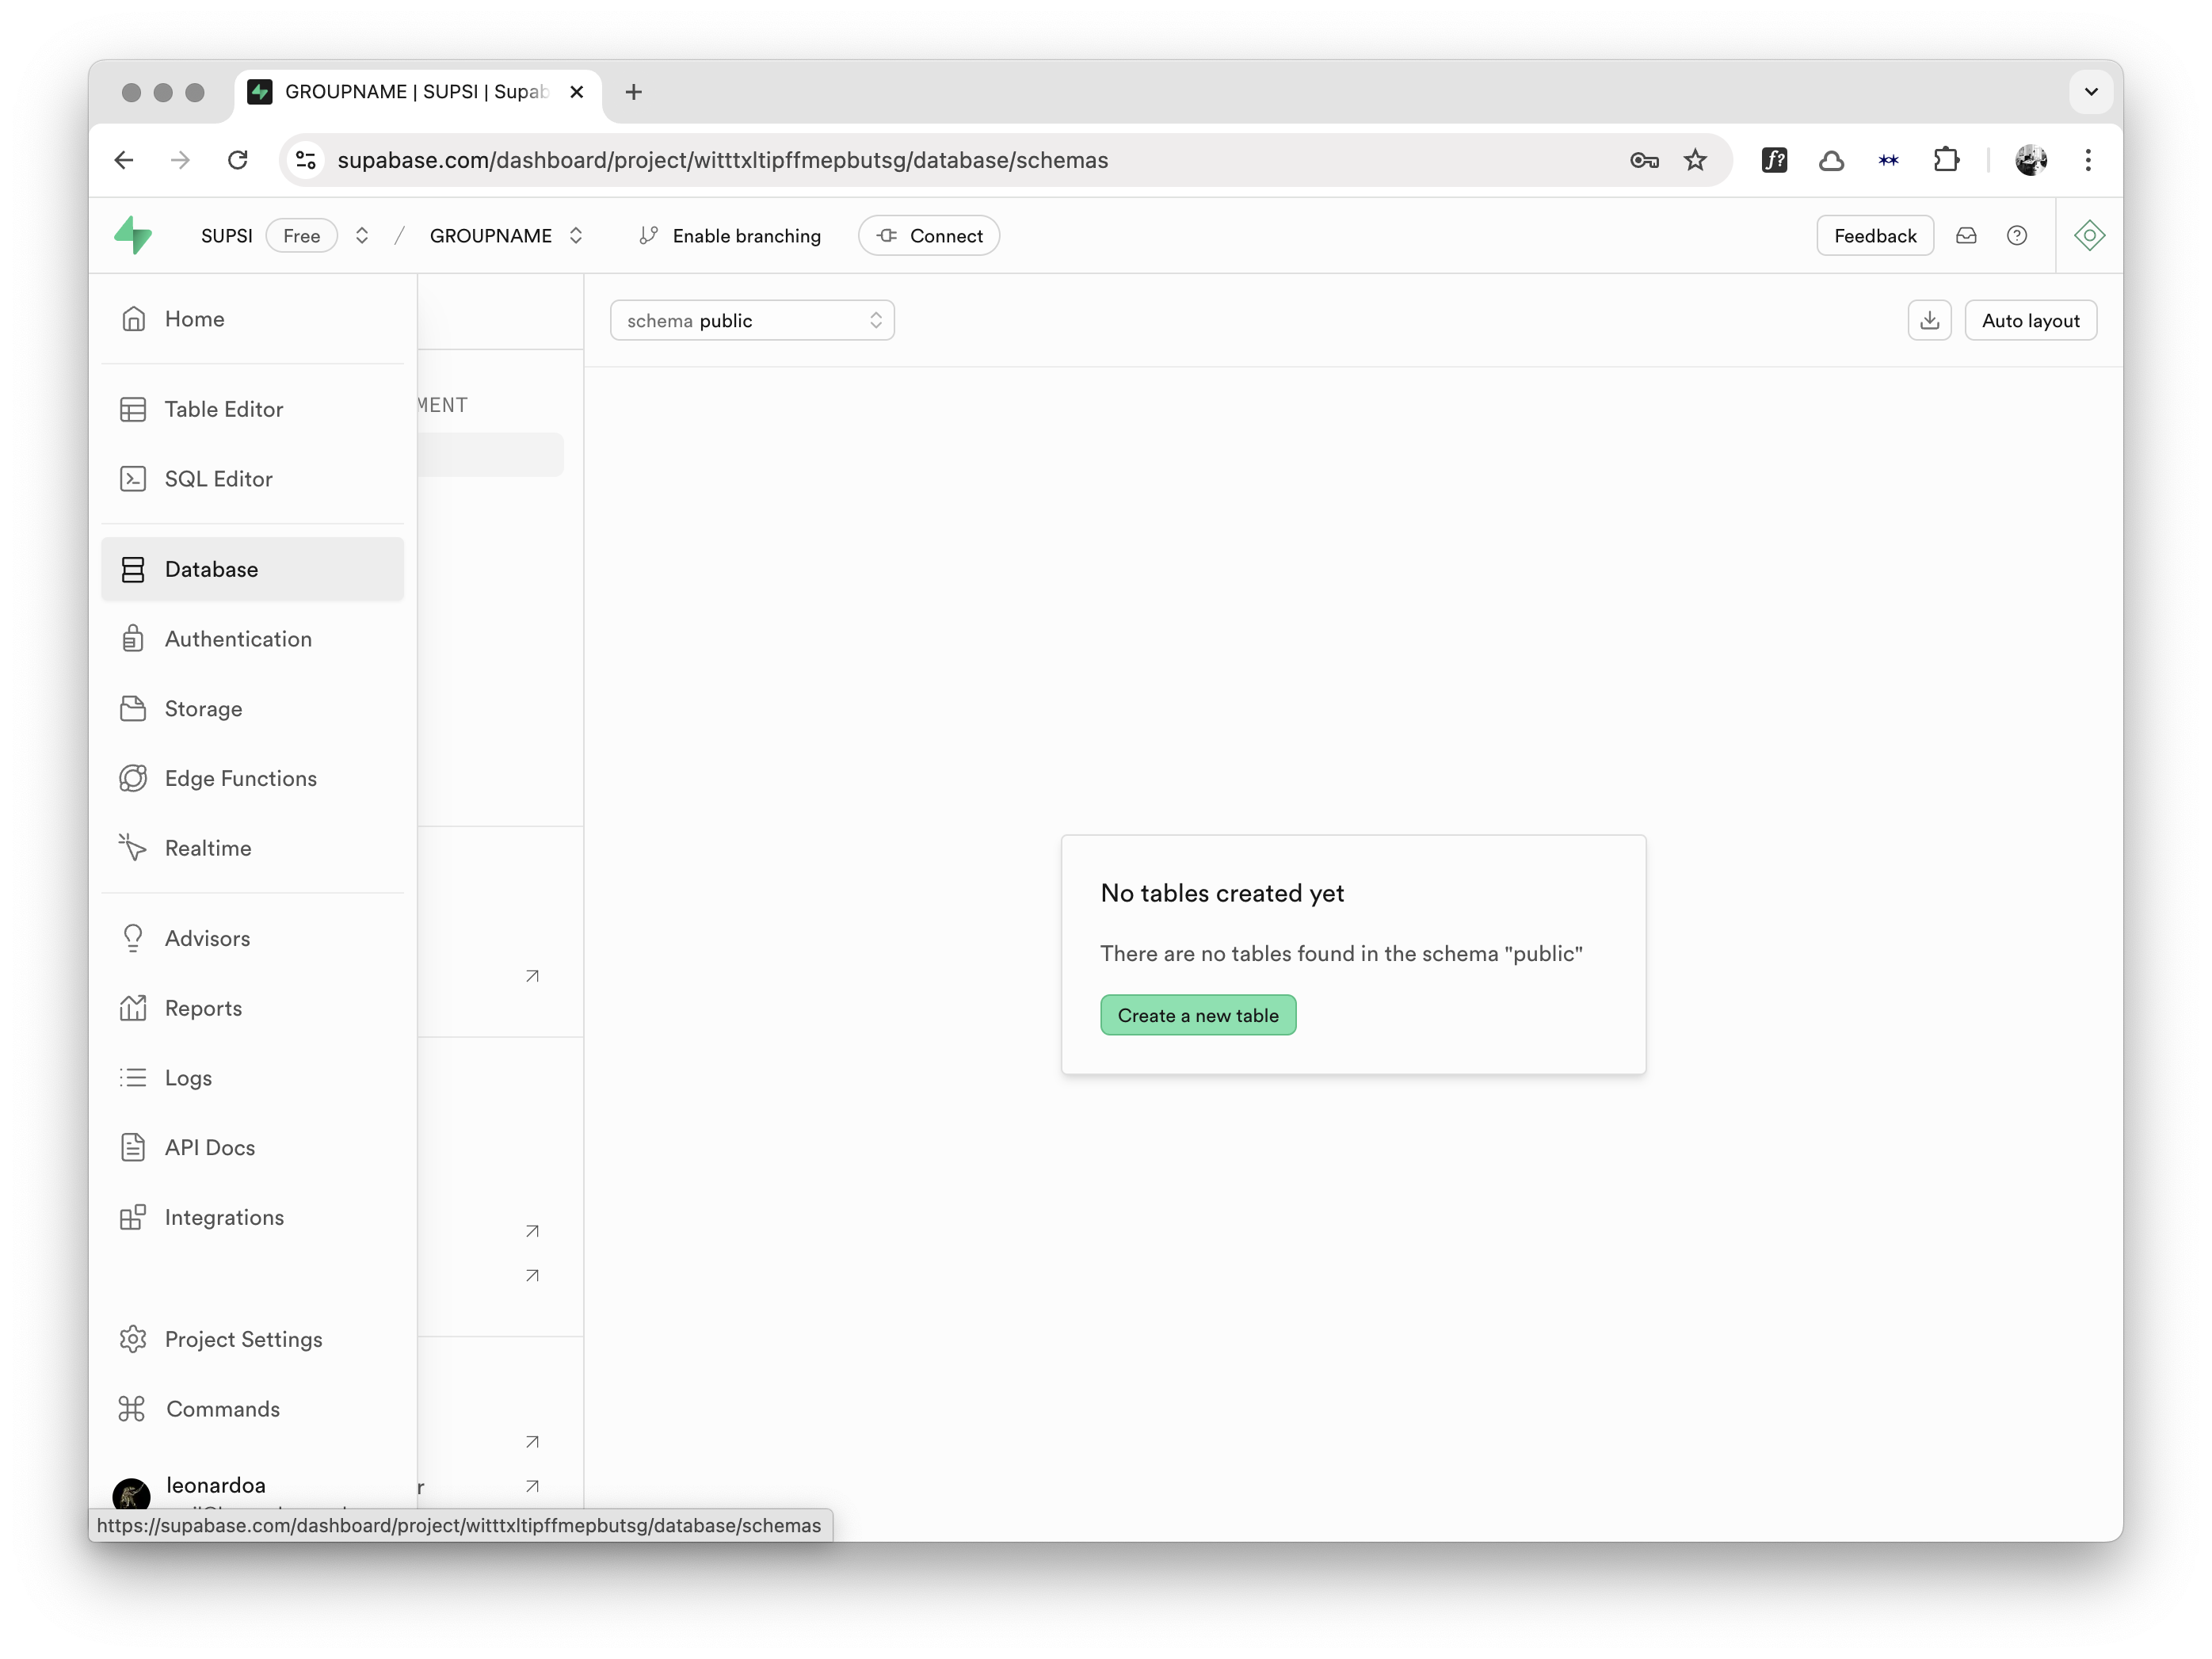 GROUPNAME | SUPSI | Supab
supabase.com/dashboard/project/witttxltipffmepbutsg/database/schemas
f?
SUPSI Free / GROUPNAME Enable branching Connect Feedback
Home
schema public
Auto layout
Table Editor
MENT
SQL Editor
Database
Authentication
Storage
Edge Functions
Realtime
No tables created yet
There are no tables found in the schema "public"
Create a new table
Advisors
Reports
Logs
API Docs
Integrations
Project Settings
Commands
leonardoa
r
https://supabase.com/dashboard/project/witttxltipffmepbutsg/database/schemas